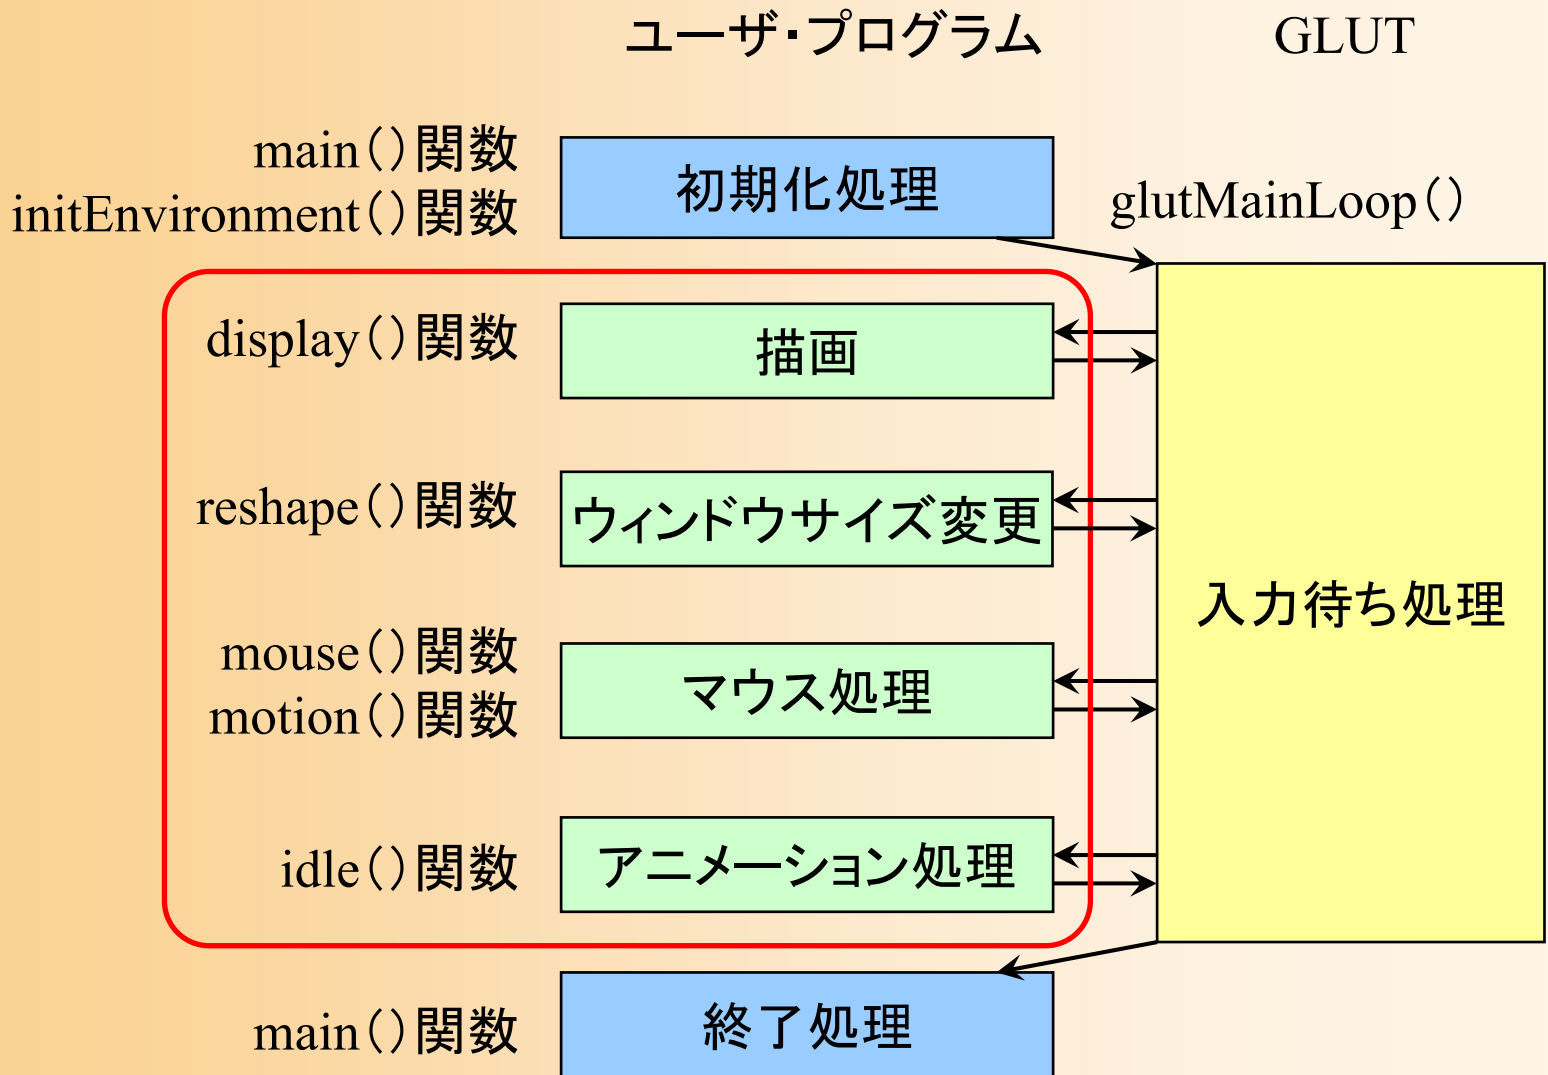 ユーザ・プログラム
GLUT
main()関数
initEnvironment()関数
初期化処理
glutMainLoop()
display()関数
描画
reshape()関数
ウィンドウサイズ変更
入力待ち処理
mouse()関数
motion()関数
マウス処理
idle()関数
アニメーション処理
main()関数
終了処理